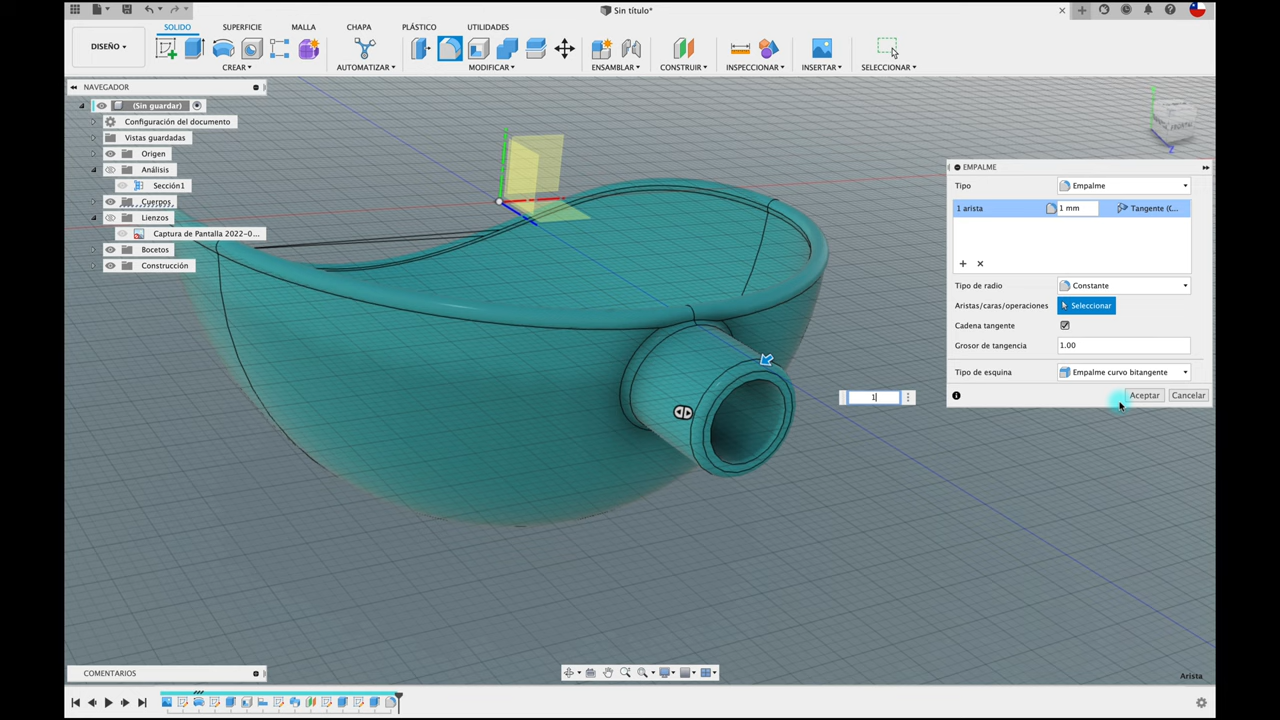 Sin título*
SOLIDO
SUPERFICIE
MALLA
CHAPA
PLÁSTICO
UTILIDADES
DISEÑO
CREAR
AUTOMATIZAR
MODIFICAR
ENSAMBLAR
CONSTRUIR
INSPECCIONAR
INSERTAR
SELECCIONAR
NAVEGADOR
(Sin guardar)
Configuración del documento
Vistas guardadas
Origen
Análisis
Sección1
Cuerpos
Lienzos
Captura de Pantalla 2022-0...
Bocetos
Construcción
EMPALME
Tipo
Empalme
1 arista
1 mm
Tangente (C...
Tipo de radio
Constante
Aristas/caras/operaciones
Seleccionar
Cadena tangente
Grosor de tangencia
1.00
Tipo de esquina
Empalme curvo bitangente
Aceptar
Cancelar
1
Z
COMENTARIOS
Arista